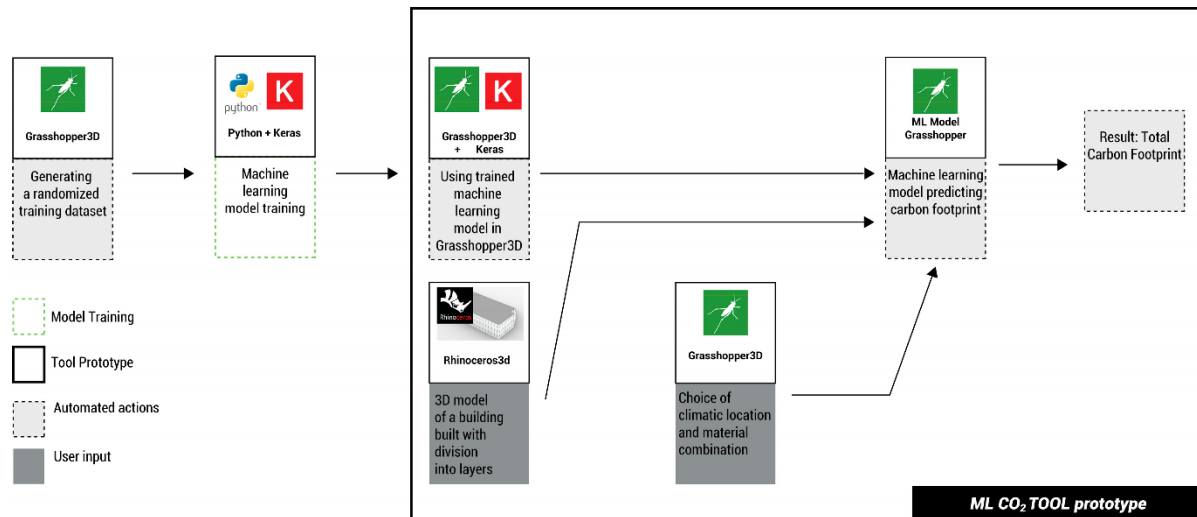 Grasshopper3D
Generating
a randomized
training dataset
python
K
Python + Keras
Machine
learning
model training
K
Grasshopper3D
+ Keras
Using trained
machine
learning
model in
Grasshopper3D
ML Model
Grasshopper
Machine learning
model predicting
carbon footprint
Result: Total
Carbon Footprint
Rhinoceros
Rhinoceros3d
3D model
of a building
built with
division
into layers
Grasshopper3D
Choice of
climatic location
and material
combination
Model Training
Tool Prototype
Automated actions
User input
ML CO₂ TOOL prototype